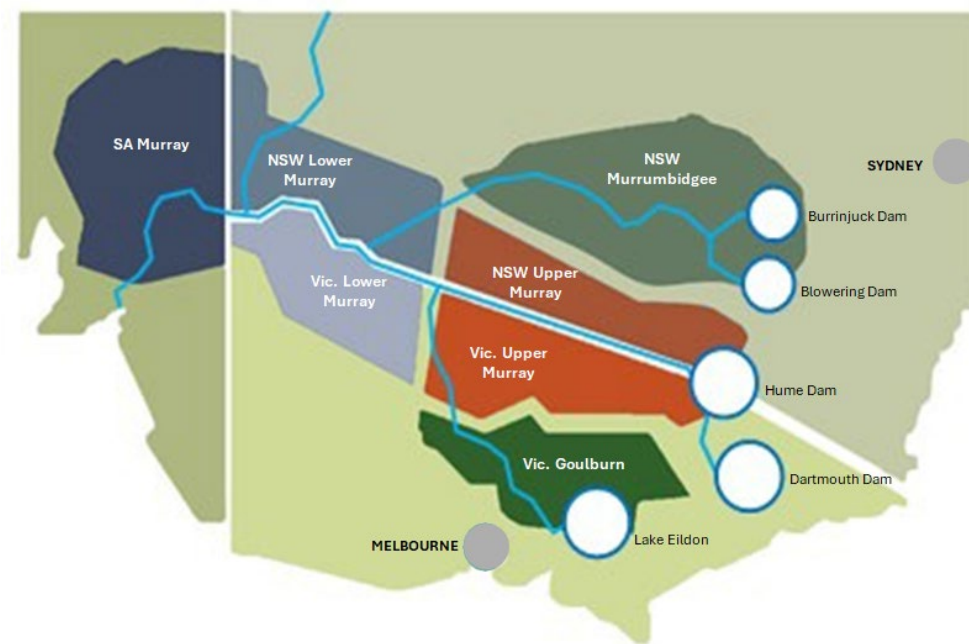 SA Murray
NSW Lower
Murray
NSW
Murrumbidgee
SYDNEY
Burrinjuck Dam
Vic. Lower
Murray
NSW Upper
Murray
Blowering Dam
Vic. Upper
Murray
Hume Dam
Vic. Goulburn
Dartmouth Dam
MELBOURNE
Lake Eildon